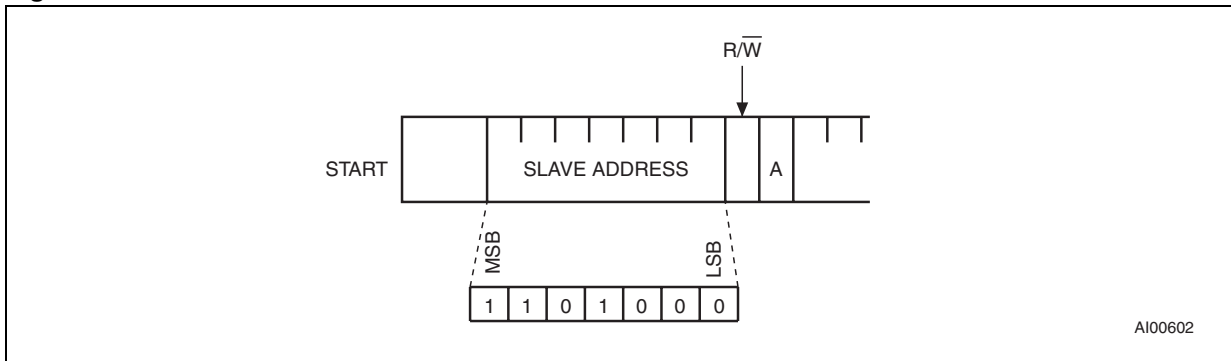 R/W̅
START
SLAVE ADDRESS
A
MSB
LSB
1 1 0 1 0 0 0
AI00602